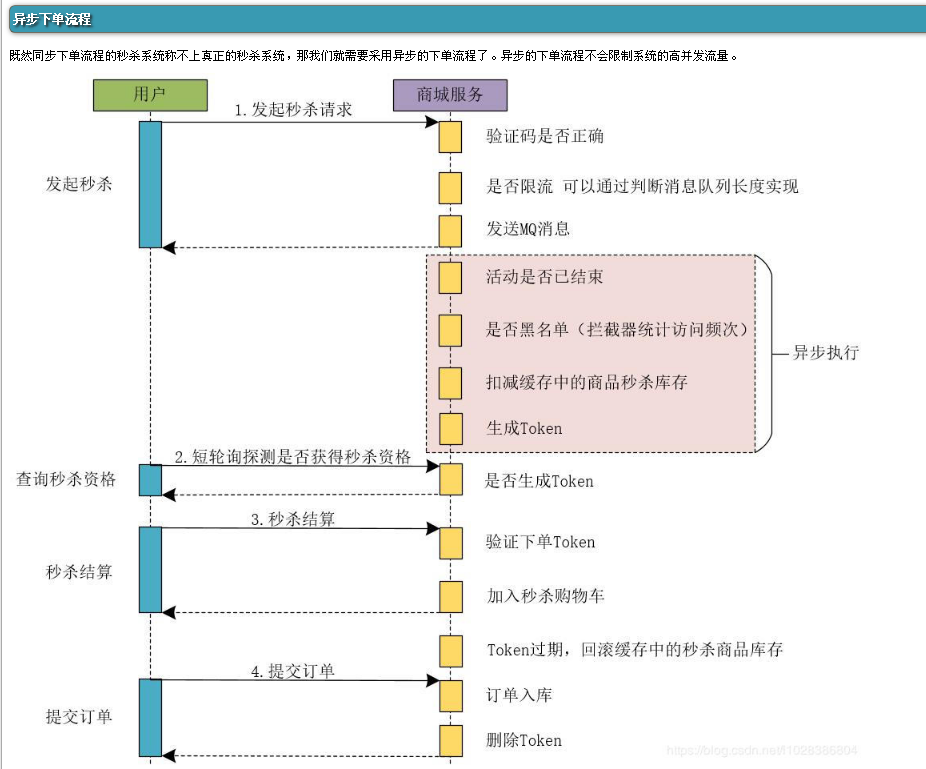 异步下单流程
既然同步下单流程的秒杀系统称不上真正的秒杀系统，那我们就需要采用异步的下单流程了。异步的下单流程不会限制系统的高并发流量。
用户
商城服务
1.发起秒杀请求
验证码是否正确
发起秒杀
是否限流 可以通过判断消息队列长度实现
发送MQ消息
活动是否已结束
是否黑名单（拦截器统计访问频次）
异步执行
扣减缓存中的商品秒杀库存
生成Token
2.短轮询探测是否获得秒杀资格
查询秒杀资格
是否生成Token
3.秒杀结算
验证下单Token
秒杀结算
加入秒杀购物车
Token过期，回滚缓存中的秒杀商品库存
4.提交订单
订单入库
提交订单
删除Token
https://blog.csdn.net/l1028386804